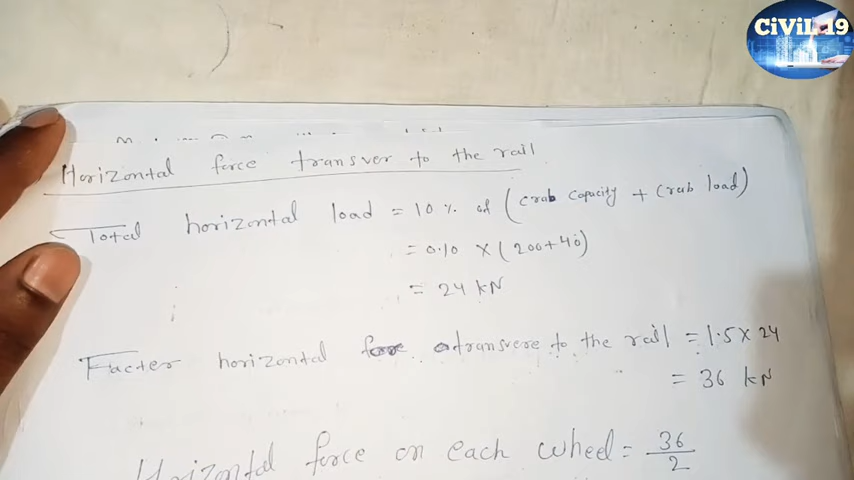 CiViL 19
Horizontal force transver to the rail
Total horizontal load = 10 % of (crab capacity + Crab load)
= 0.10 × (200+40)
= 24 kN
Facter horizontal transvere to the rail = 1.5 × 24
= 36 kN
Horizontal force on each wheel = 36
2